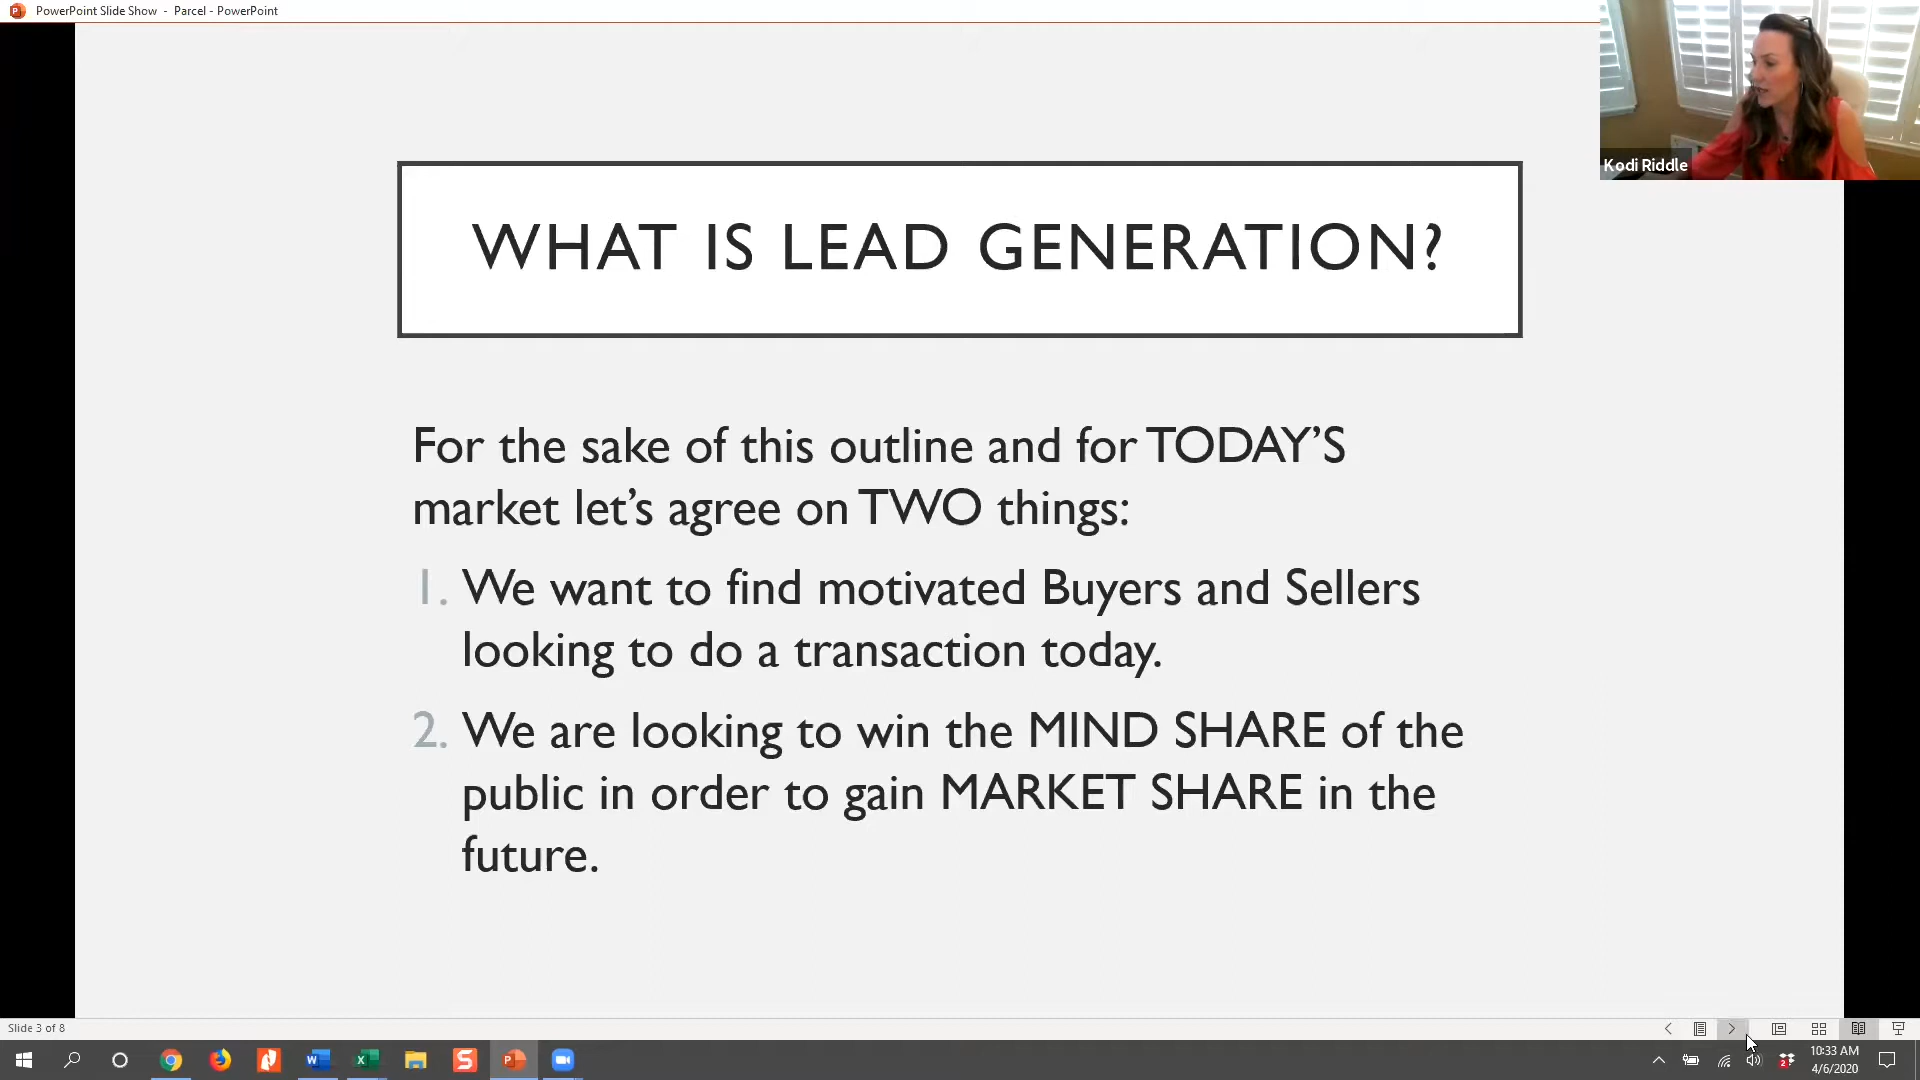 PowerPoint Slide Show - Parcel - PowerPoint
Kodi Riddle
WHAT IS LEAD GENERATION?
For the sake of this outline and for TODAY’S
market let’s agree on TWO things:
1. We want to find motivated Buyers and Sellers
looking to do a transaction today.
2. We are looking to win the MIND SHARE of the
public in order to gain MARKET SHARE in the
future.
Slide 3 of 8
10:33 AM
4/6/2020